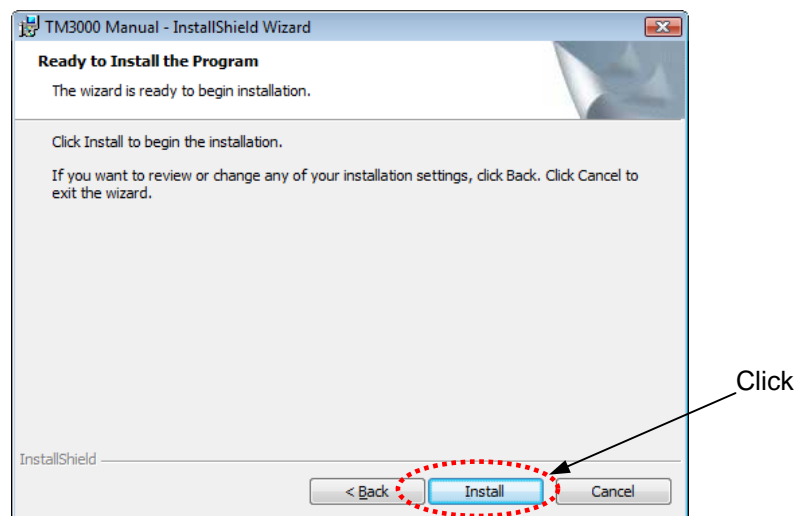 TM3000 Manual - InstallShield Wizard
Ready to Install the Program
The wizard is ready to begin installation.
Click Install to begin the installation.
If you want to review or change any of your installation settings, click Back. Click Cancel to
exit the wizard.
Click
InstallShield
< Back Install Cancel